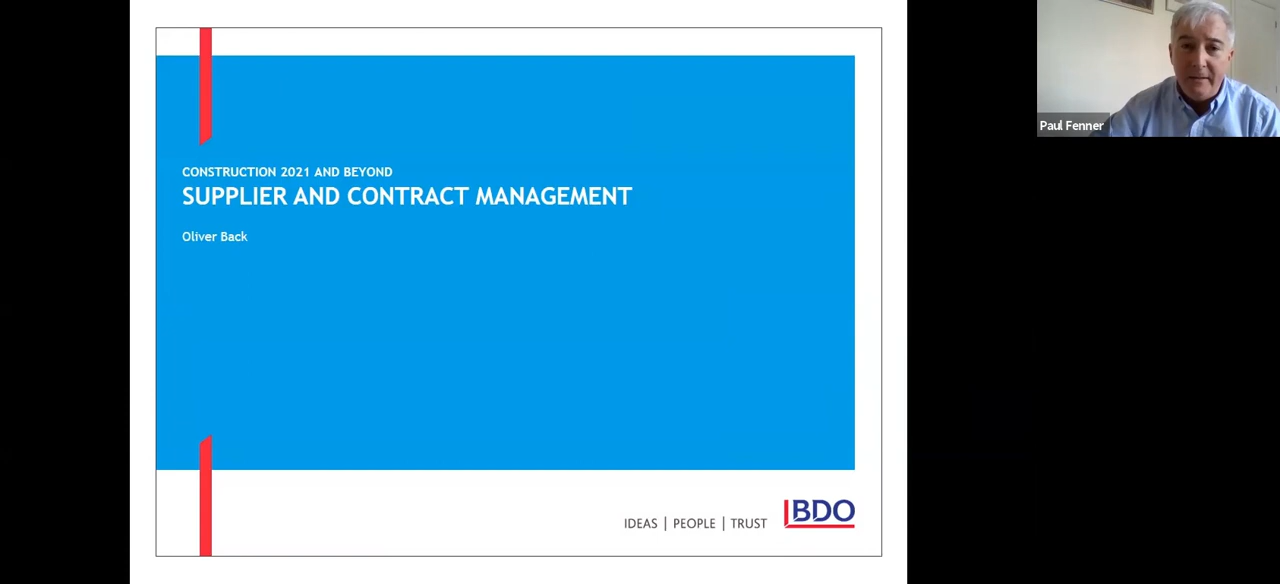 CONSTRUCTION 2021 AND BEYOND
SUPPLIER AND CONTRACT MANAGEMENT
Oliver Back
IDEAS | PEOPLE | TRUST
BDO
Paul Fenner